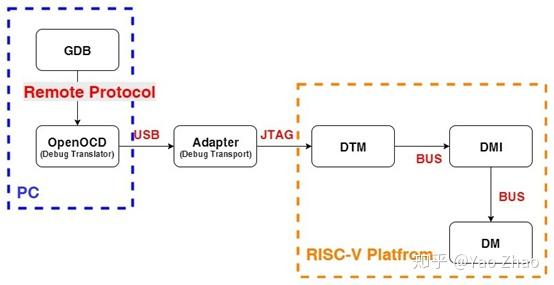 GDB
Remote Protocol
OpenOCD
(Debug Translator)
PC
USB
Adapter
(Debug Transport)
JTAG
DTM
BUS
DMI
BUS
DM
RISC-V Platfrom
知乎 @Yao Zhao